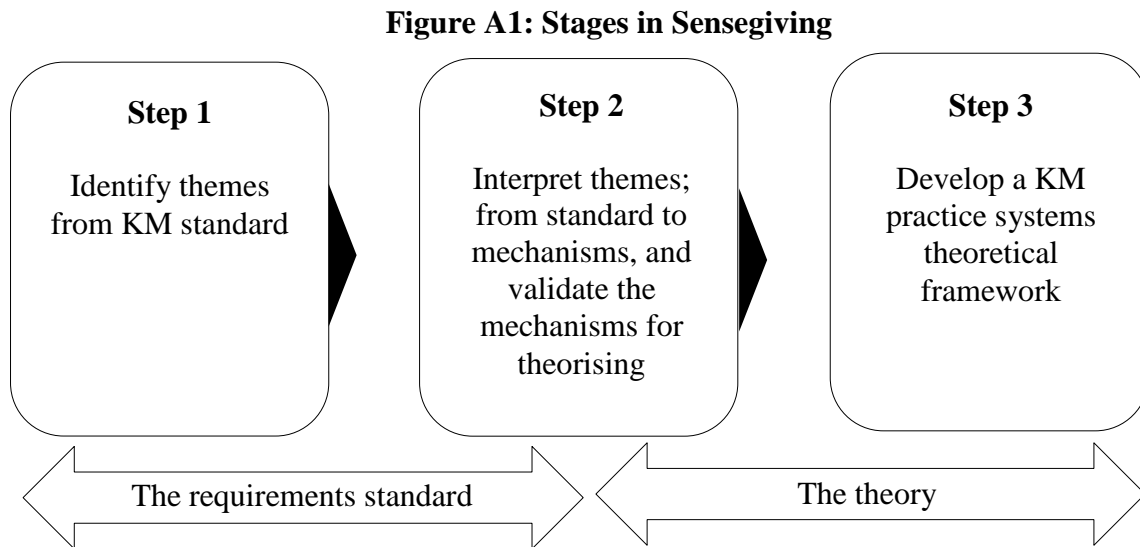 Figure A1: Stages in Sensegiving
Step 1
Identify themes
from KM standard
Step 2
Interpret themes;
from standard to
mechanisms, and
validate the
mechanisms for
theorising
Step 3
Develop a KM
practice systems
theoretical
framework
The requirements standard
The theory